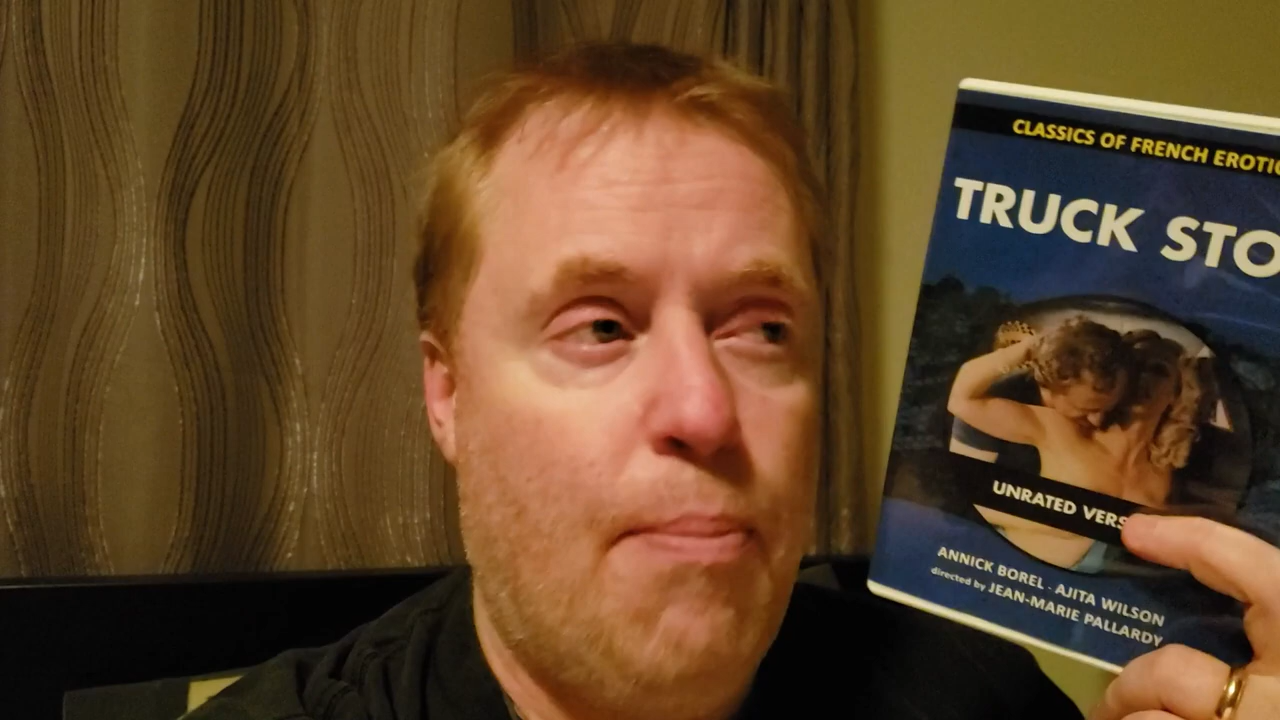 CLASSICS OF FRENCH EROTIC
TRUCK STO
UNRATED VERS
ANNICK BOREL · AJITA WILSON
directed by JEAN-MARIE PALLARDY